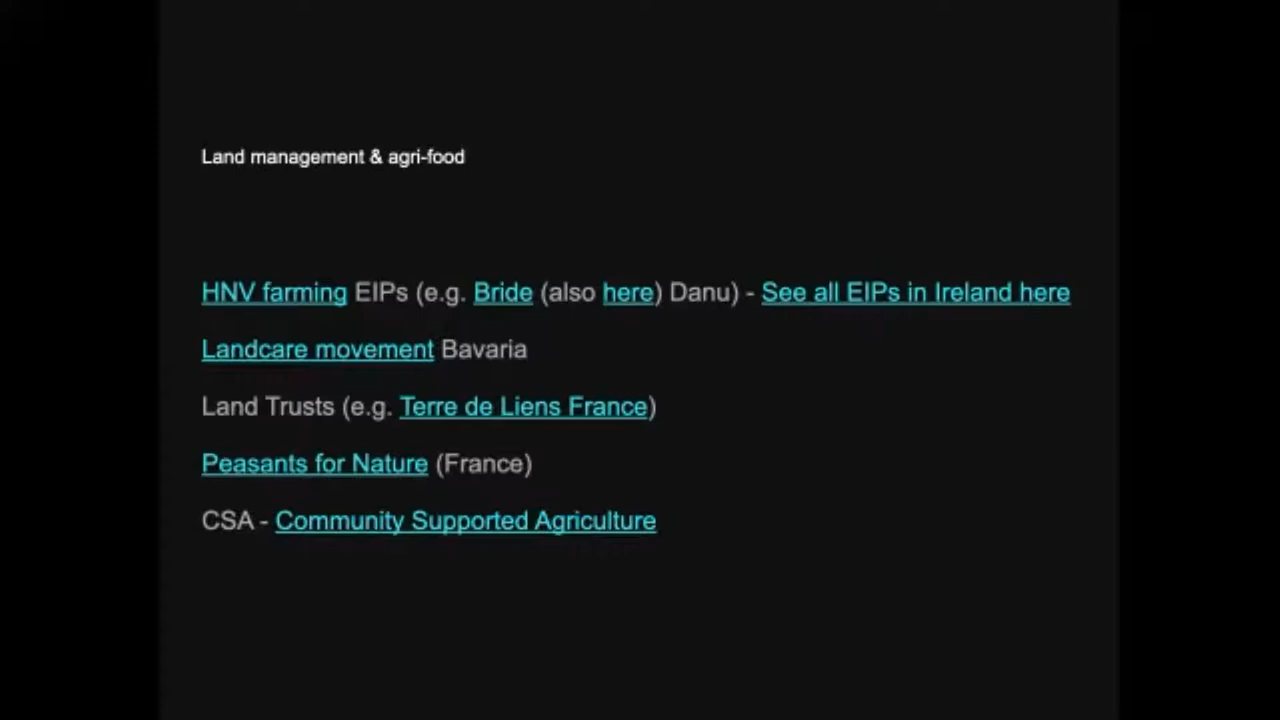 Land management & agri-food
HNV farming EIPs (e.g. Bride (also here) Danu) - See all EIPs in Ireland here
Landcare movement Bavaria
Land Trusts (e.g. Terre de Liens France)
Peasants for Nature (France)
CSA - Community Supported Agriculture